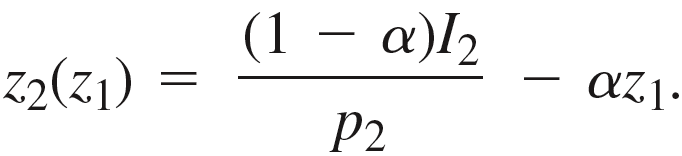 z₂(z₁) = (1 − α)I₂ / p₂ − αz₁.